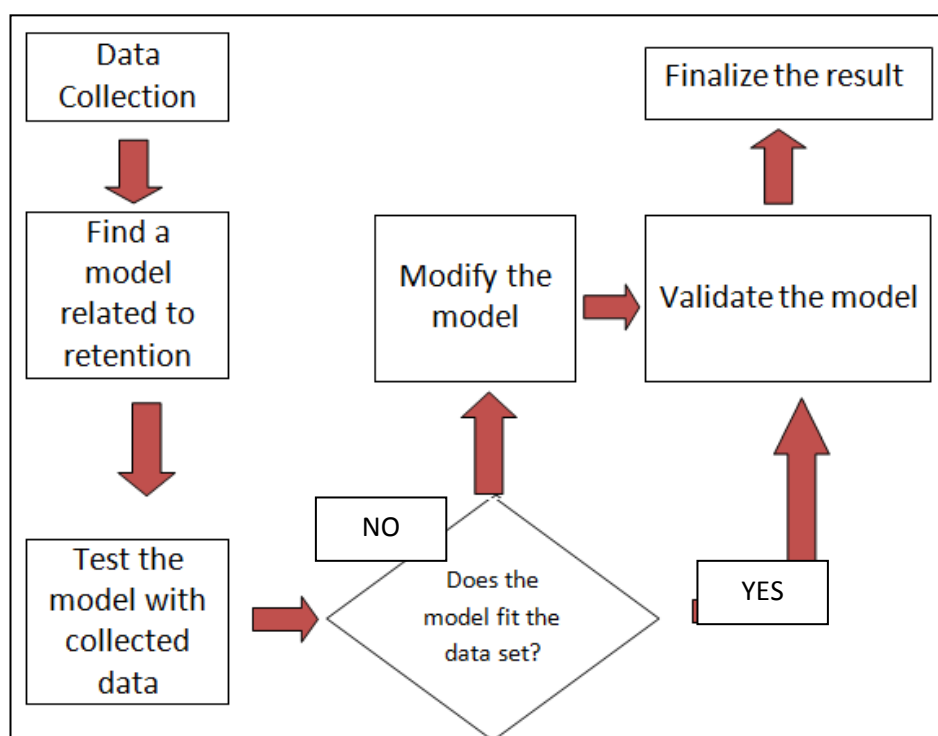 Data
Collection
Find a
model
related to
retention
Test the
model with
collected
data
Does the
model fit the
data set?
NO
Modify the
model
YES
Validate the model
Finalize the result